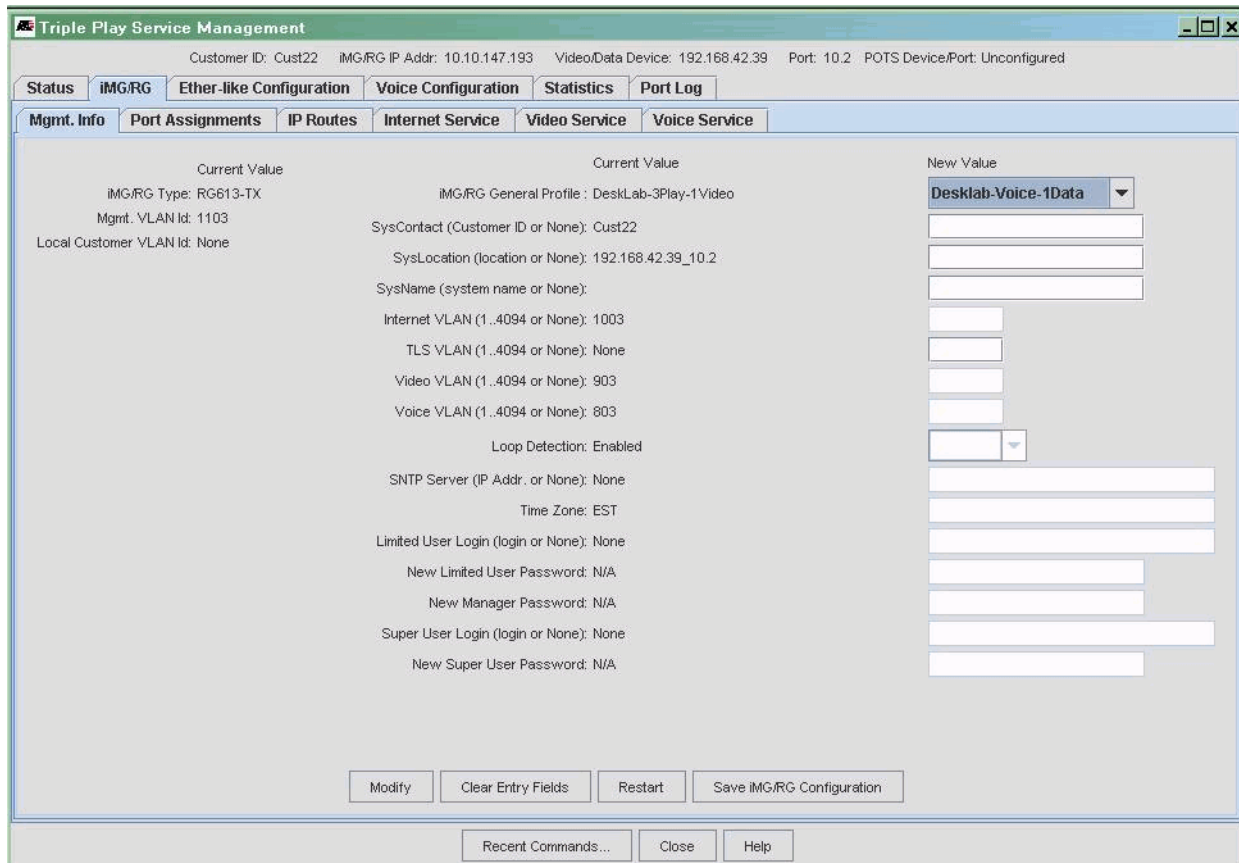 Triple Play Service Management
Customer ID: Cust22 iMG/RG IP Addr: 10.10.147.193 Video/Data Device: 192.168.42.39 Port: 10.2 POTS Device/Port: Unconfigured
Status iMG/RG Ether-like Configuration Voice Configuration Statistics Port Log
Mgmt. Info Port Assignments IP Routes Internet Service Video Service Voice Service
Current Value Current Value New Value
iMG/RG Type: RG613-TX iMG/RG General Profile : DeskLab-3Play-1Video Desklab-Voice-1Data
Mgmt. VLAN Id: 1103
SysContact (Customer ID or None): Cust22
Local Customer VLAN Id: None
SysLocation (location or None): 192.168.42.39_10.2
SysName (system name or None):
Internet VLAN (1..4094 or None): 1003
TLS VLAN (1..4094 or None): None
Video VLAN (1..4094 or None): 903
Voice VLAN (1..4094 or None): 803
Loop Detection: Enabled
SNTP Server (IP Addr. or None): None
Time Zone: EST
Limited User Login (login or None): None
New Limited User Password: N/A
New Manager Password: N/A
Super User Login (login or None): None
New Super User Password: N/A
Modify Clear Entry Fields Restart Save iMG/RG Configuration
Recent Commands... Close Help